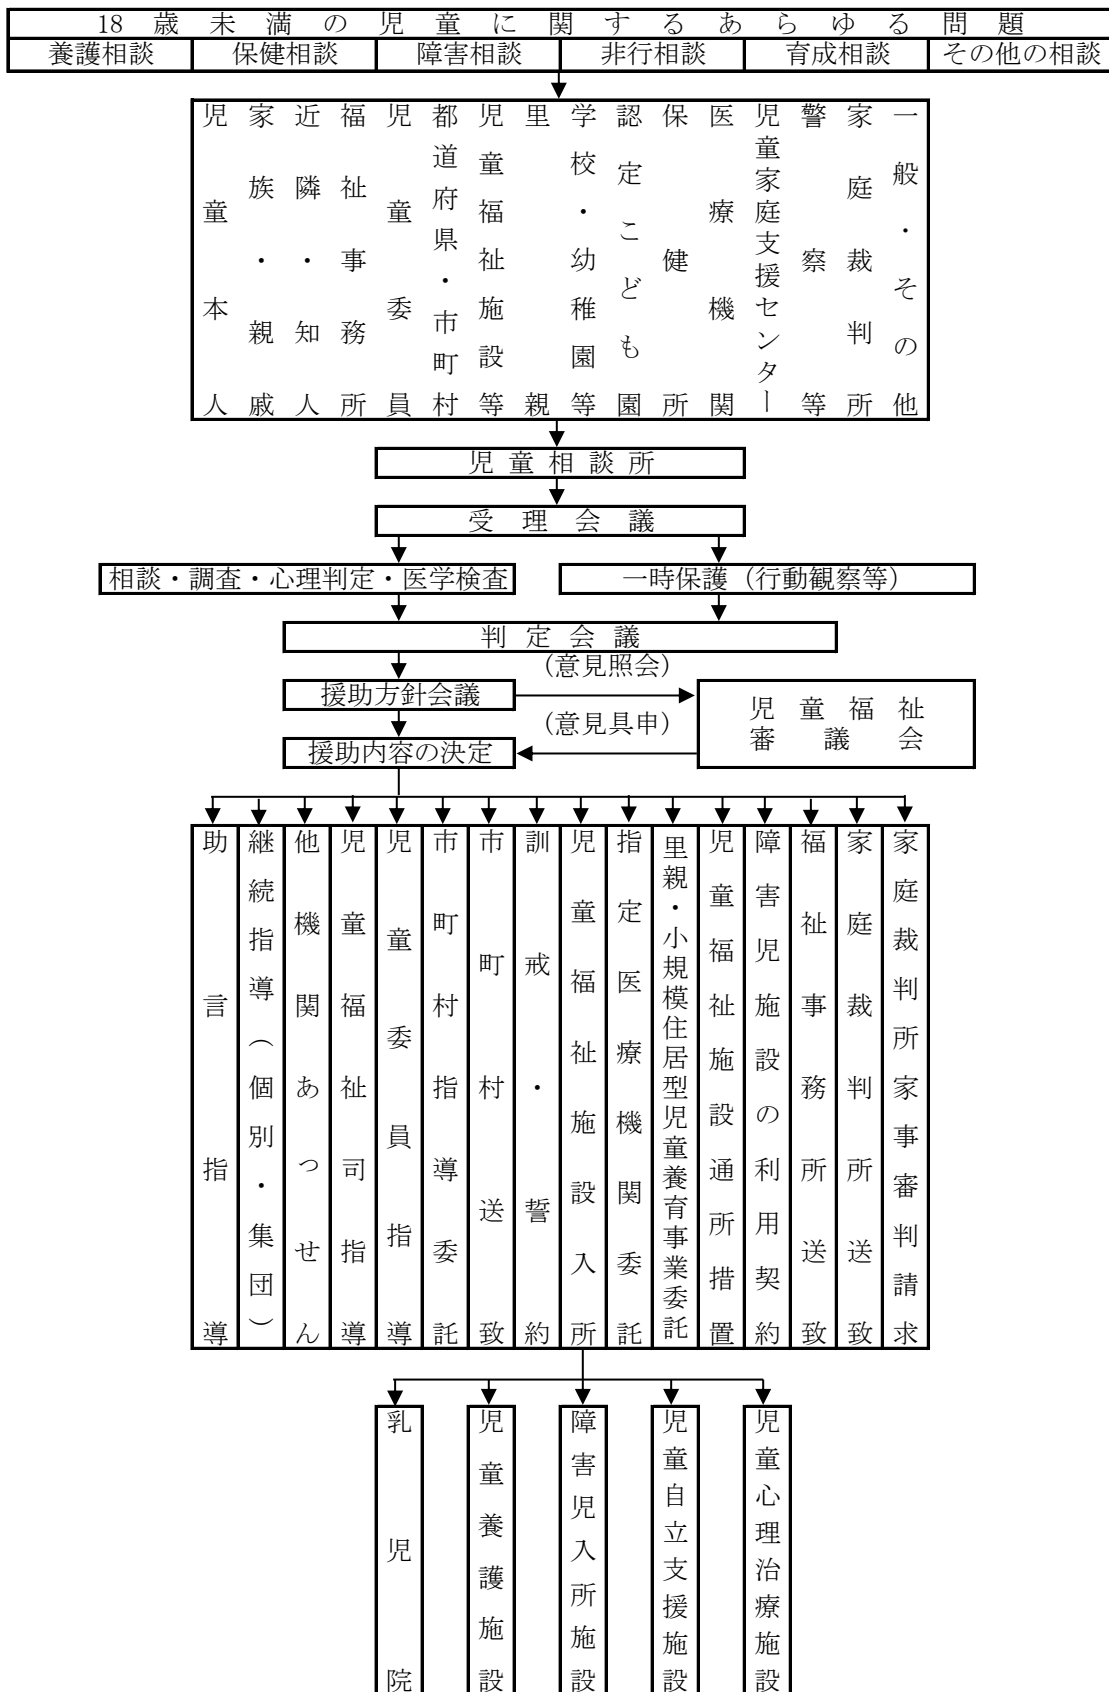 18歳未満の児童に関するあらゆる問題
養護相談
保健相談
障害相談
非行相談
育成相談
その他の相談
児童本人
家族・親戚
近隣・知人
福祉事務所
児童委員
都道府県・市町村
児童福祉施設等
里親
学校・幼稚園等
認定こども園
保健所
医療機関
児童家庭支援センター
警察等
家庭裁判所
一般・その他
児童相談所
受理会議
相談・調査・心理判定・医学検査
一時保護（行動観察等）
判定会議
(意見照会)
援助方針会議
児童福祉
審議会
(意見具申)
援助内容の決定
助言指導
継続指導（個別・集団）
他機関あっせん
児童福祉司指導
児童委員指導
市町村指導委託
市町村送致
訓戒・誓約
児童福祉施設入所
指定医療機関委託
里親・小規模住居型児童養育事業委託
児童福祉施設通所措置
障害児施設の利用契約
福祉事務所送致
家庭裁判所送致
家庭裁判所家事審判請求
乳児院
児童養護施設
障害児入所施設
児童自立支援施設
児童心理治療施設